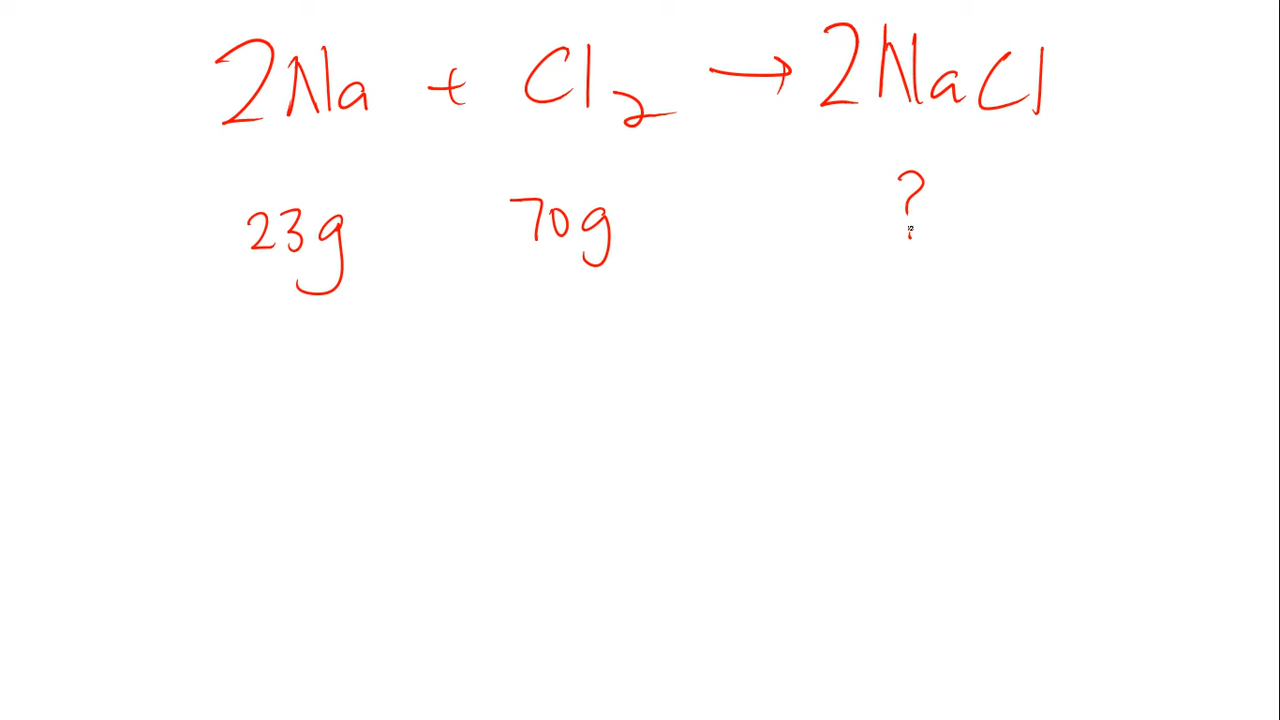 2Na + Cl₂ → 2NaCl
23g 70g ?